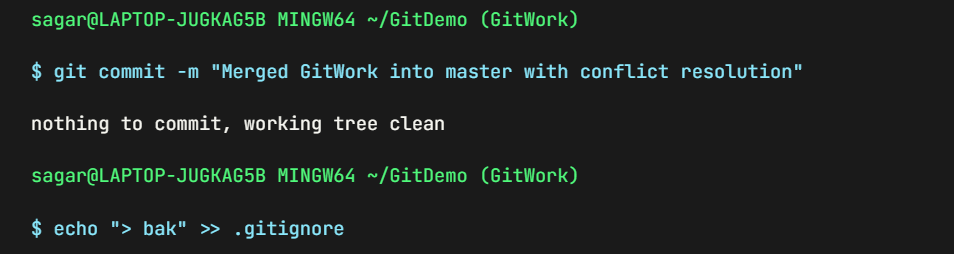 sagar@LAPTOP-JUGKAG5B MINGW64 ~/GitDemo (GitWork)
$ git commit -m "Merged GitWork into master with conflict resolution"
nothing to commit, working tree clean
sagar@LAPTOP-JUGKAG5B MINGW64 ~/GitDemo (GitWork)
$ echo "> bak" >> .gitignore